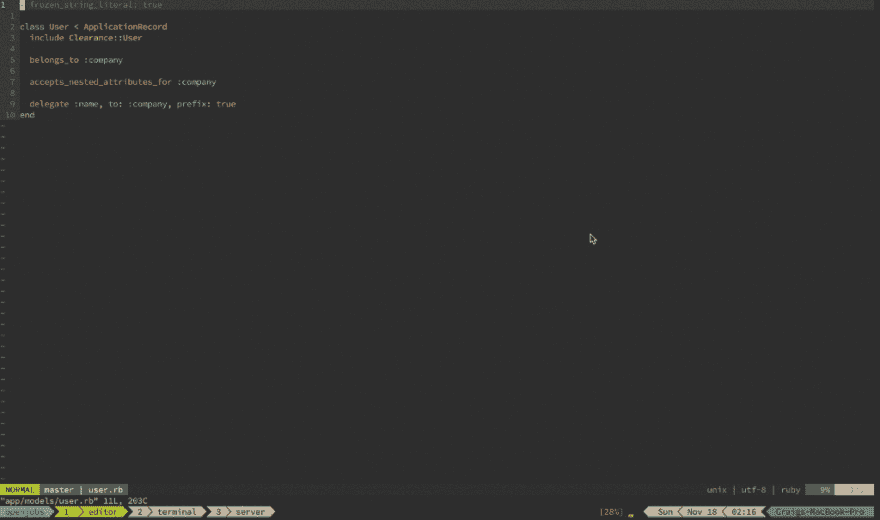 1 # frozen_string_literal: true
1
2 class User < ApplicationRecord
3 include Clearance::User
4
5 belongs_to :company
6
7 accepts_nested_attributes_for :company
8
9 delegate :name, to: :company, prefix: true
10 end
NORMAL master | user.rb unix | utf-8 | ruby 9%
"app/models/user.rb" 11L, 203C
openjobs 1 editor 2 terminal 3 server [28%] Sun Nov 18 02:16 Craigs-MacBook-Pro